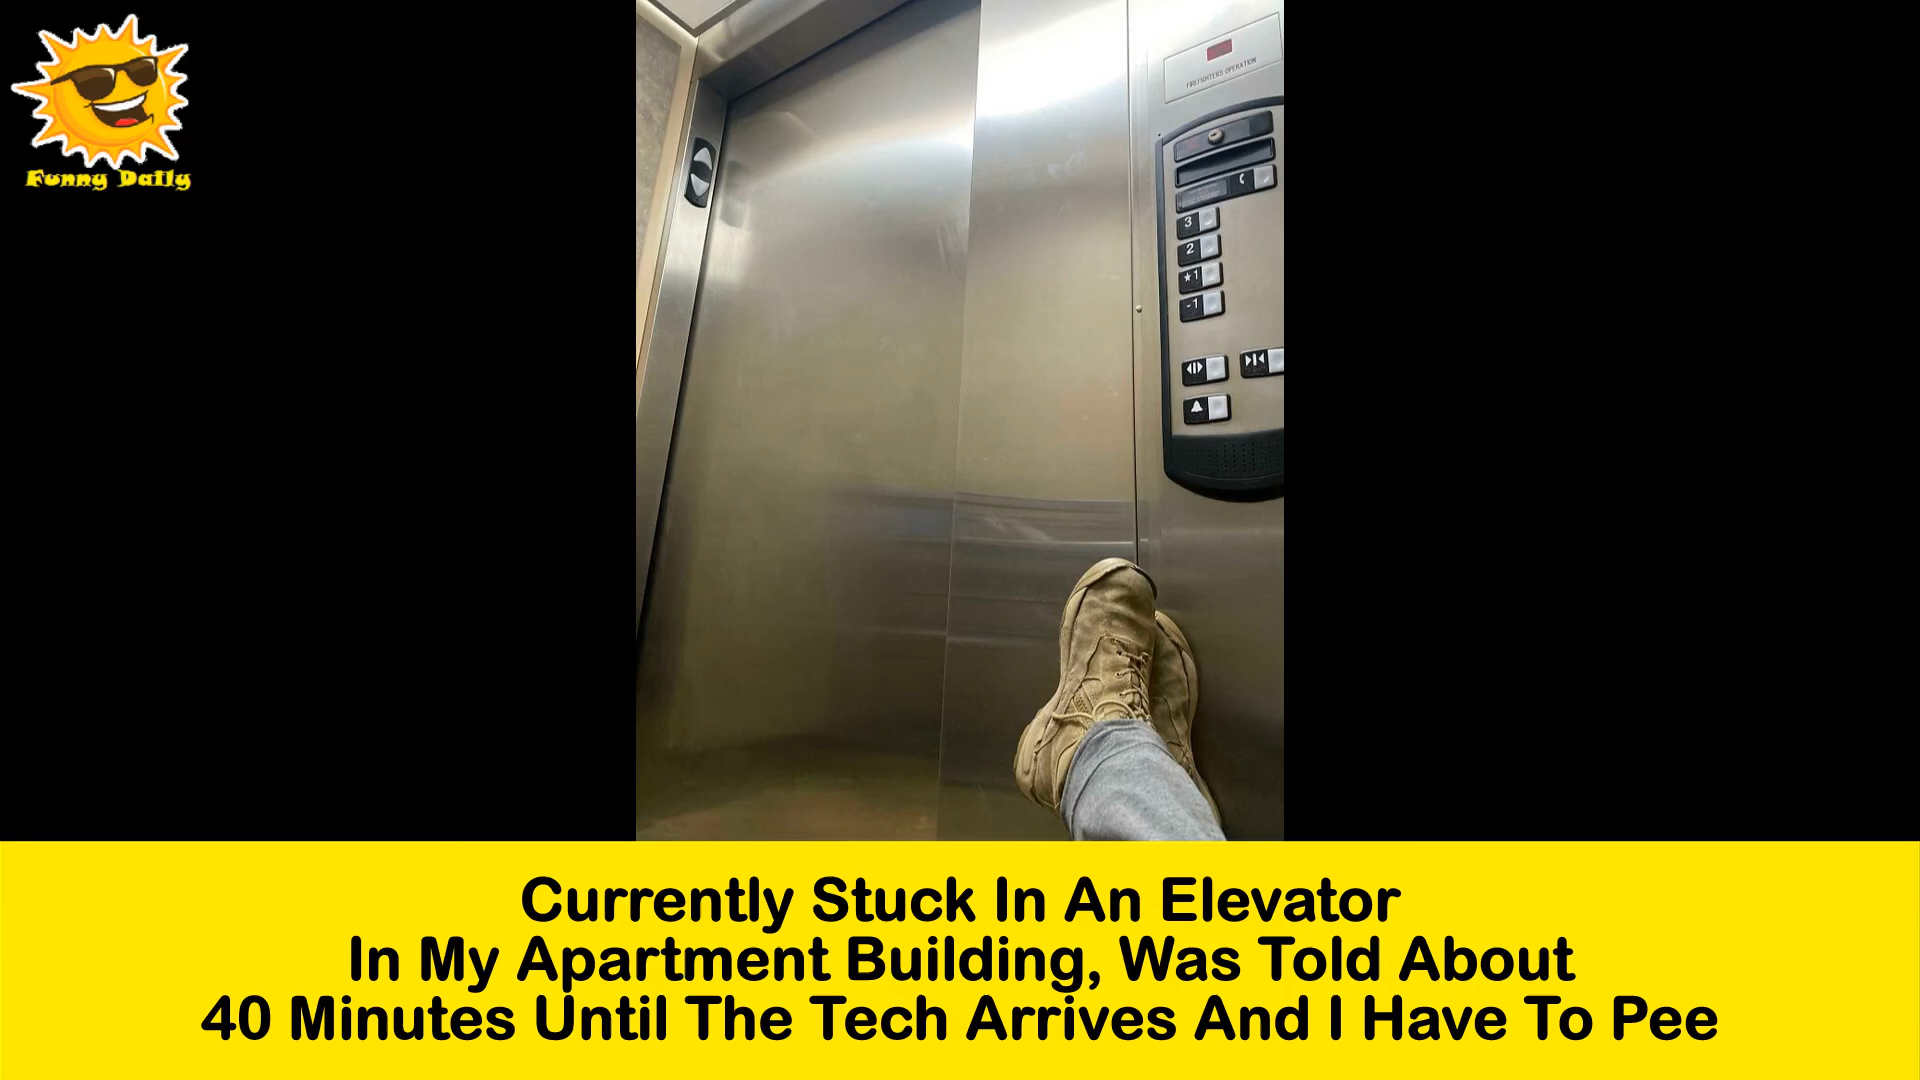 Funny Daily
FIREFIGHTERS OPERATION
3
2
★1
-1
Currently Stuck In An Elevator
In My Apartment Building, Was Told About
40 Minutes Until The Tech Arrives And I Have To Pee